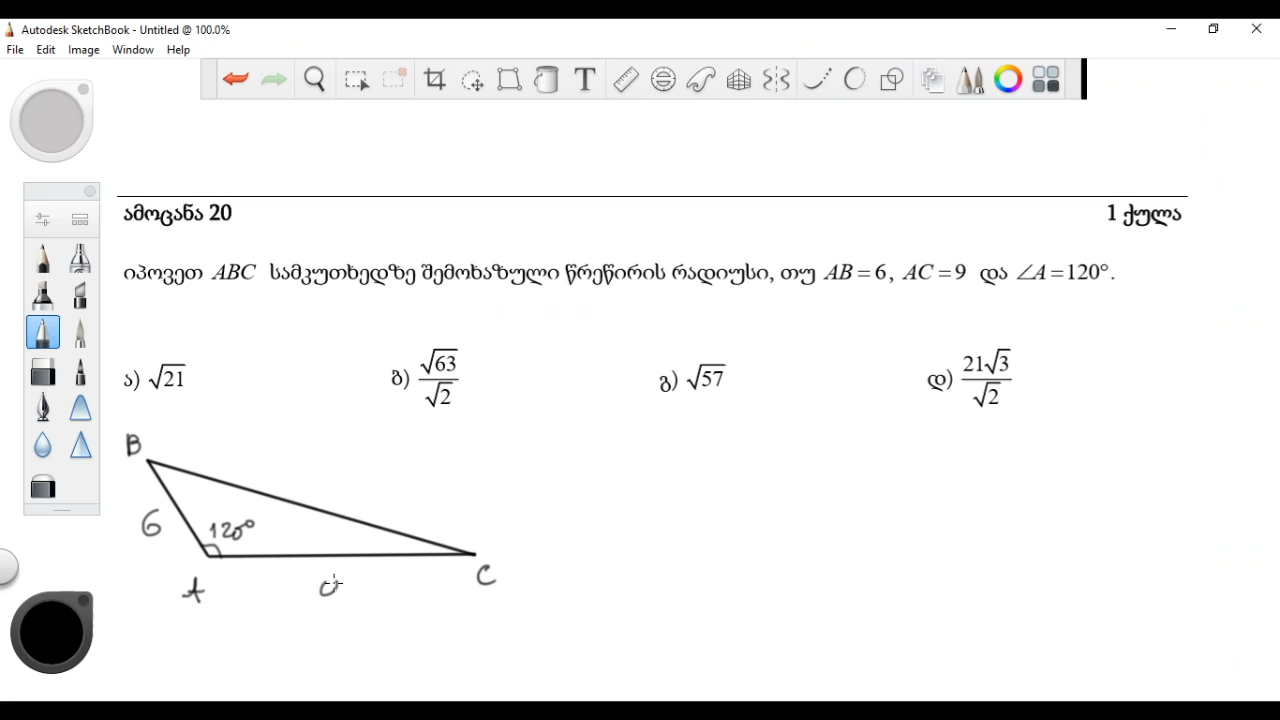 Autodesk SketchBook - Untitled @ 100.0%
File Edit Image Window Help
T
ამოცანა 20 1 ქულა
იპოვეთ ABC სამკუთხედზე შემოხაზული წრეწირის რადიუსი, თუ AB = 6, AC = 9 და ∠A = 120°.
ა) √21 ბ) √63/√2 გ) √57 დ) 21√3/√2
B
6 120°
A C